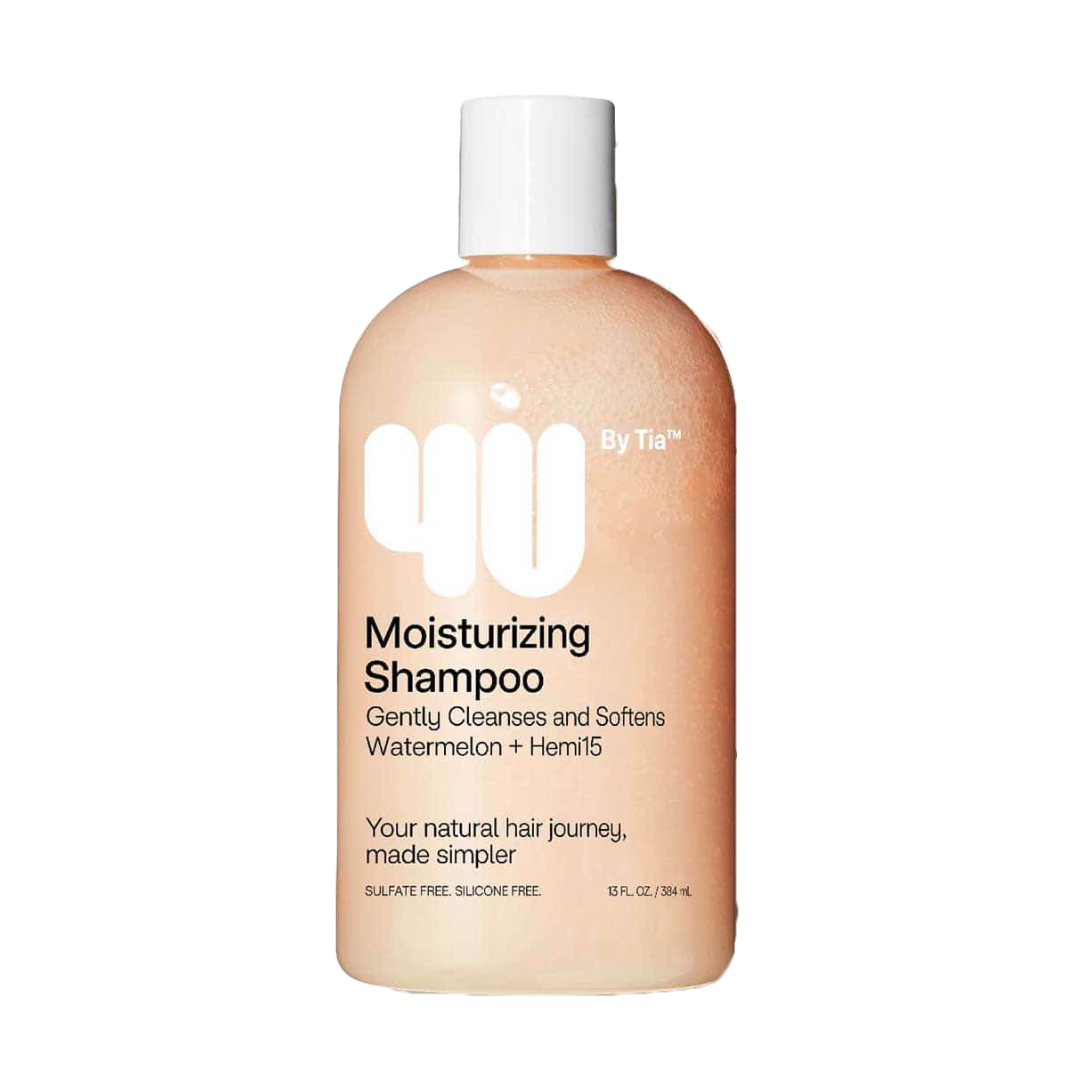 4U
By Tia™
Moisturizing
Shampoo
Gently Cleanses and Softens
Watermelon + Hemi15
Your natural hair journey,
made simpler
SULFATE FREE. SILICONE FREE.
13 FL. OZ. / 384 mL